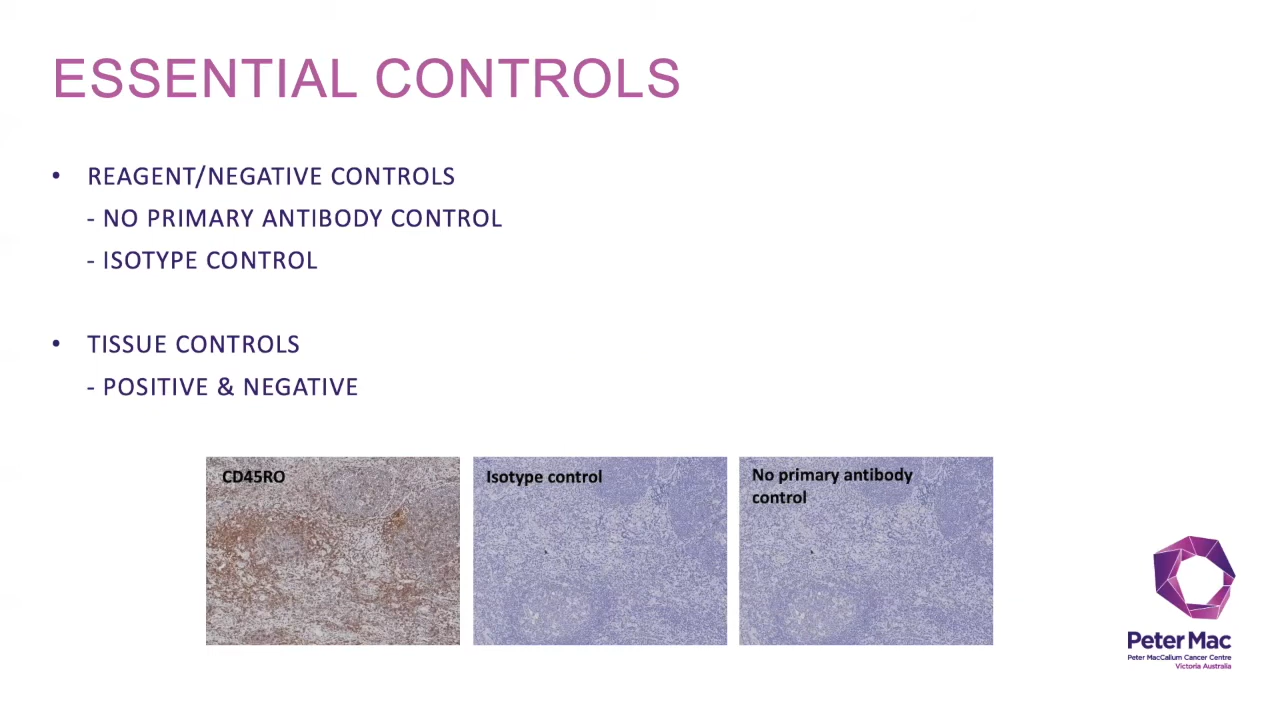 ESSENTIAL CONTROLS
• REAGENT/NEGATIVE CONTROLS
- NO PRIMARY ANTIBODY CONTROL
- ISOTYPE CONTROL
• TISSUE CONTROLS
- POSITIVE & NEGATIVE
CD45RO
Isotype control
No primary antibody
control
Peter Mac
Peter MacCallum Cancer Centre
Victoria Australia